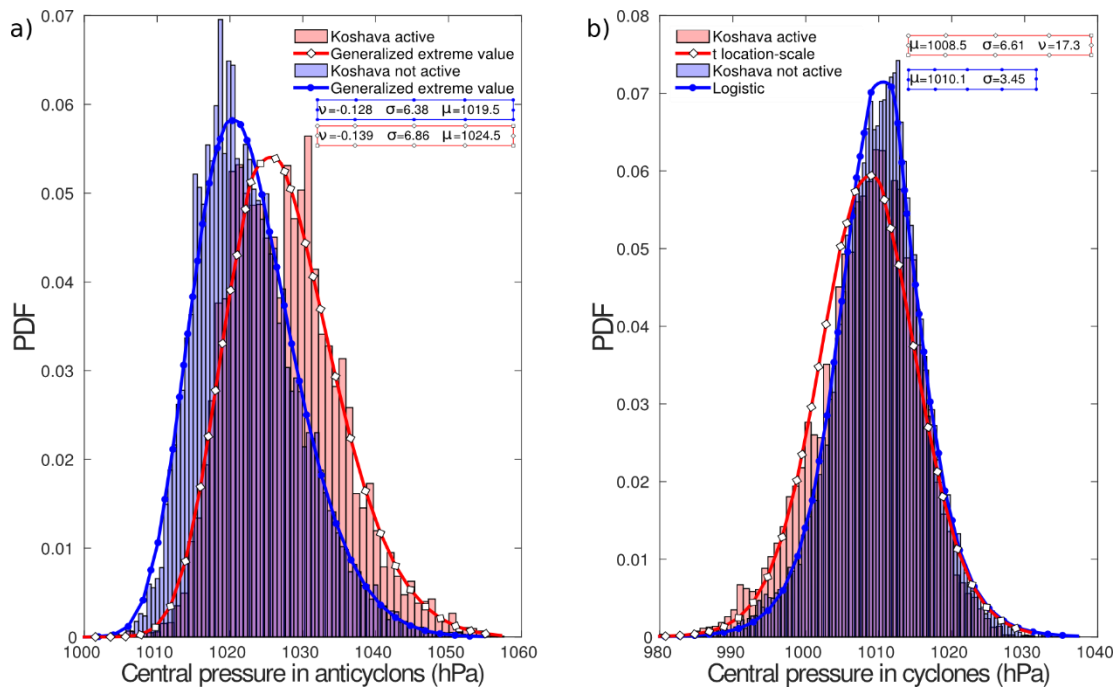 a)
0.07
0.06
0.05
0.04
0.03
0.02
0.01
0
PDF
Koshava active
Generalized extreme value
Koshava not active
Generalized extreme value
ν=-0.128 σ=6.38 μ=1019.5
ν=-0.139 σ=6.86 μ=1024.5
1000 1010 1020 1030 1040 1050 1060
Central pressure in anticyclons (hPa)
b)
0.08
0.07
0.06
0.05
0.04
0.03
0.02
0.01
0
PDF
Koshava active
t location-scale
Koshava not active
Logistic
μ=1008.5 σ=6.61 ν=17.3
μ=1010.1 σ=3.45
980 990 1000 1010 1020 1030 1040
Central pressure in cyclones (hPa)